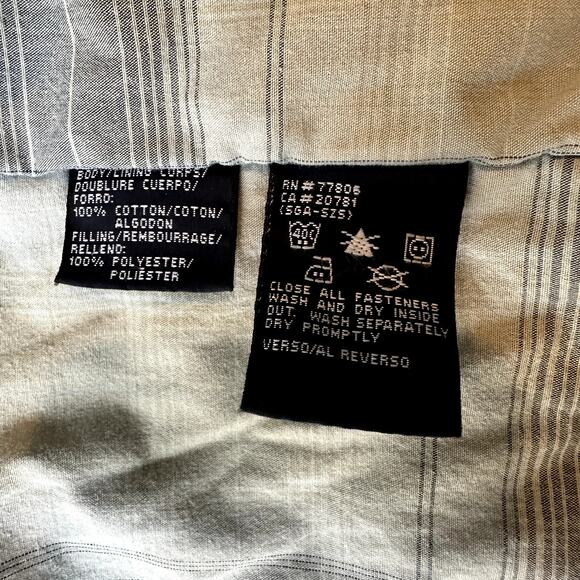 BODY/LINING CORPS/
DOUBLURE CUERPO/
FORRO:
100% COTTON/COTON/
ALGODON
FILLING/REMBOURRAGE/
RELLENO:
100% POLYESTER/
POLIÉSTER
RN# 77806
CA# 20781
(SGA-SZS)
40
CLOSE ALL FASTENERS
WASH AND DRY INSIDE
OUT. WASH SEPARATELY
DRY PROMPTLY
VERSO/AL REVERSO